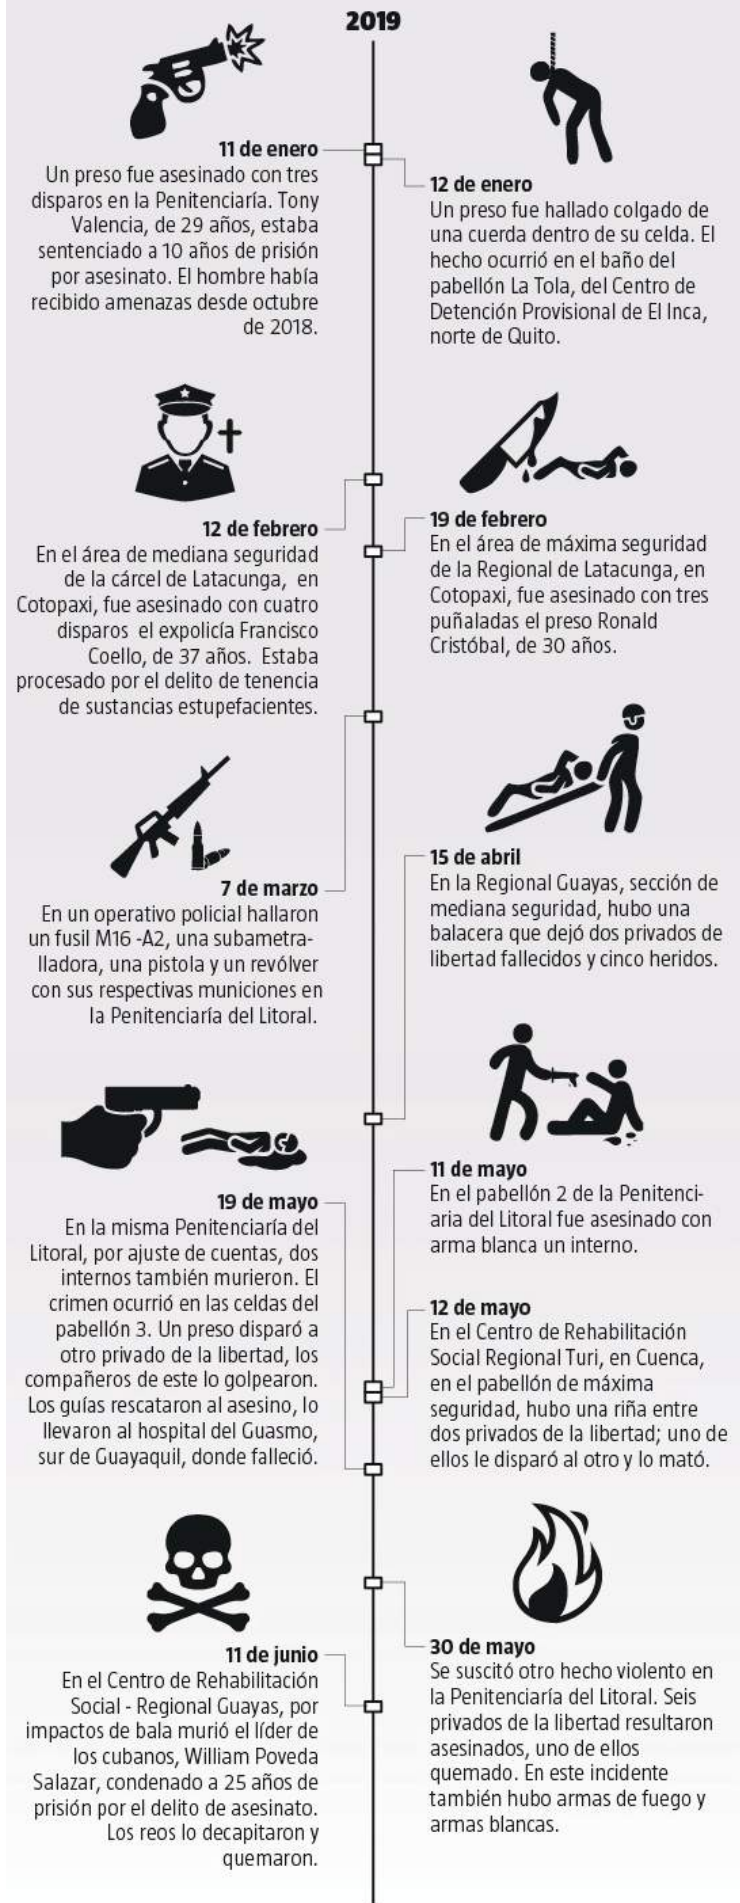 2019
11 de enero
Un preso fue asesinado con tres
disparos en la Penitenciaría. Tony
Valencia, de 29 años, estaba
sentenciado a 10 años de prisión
por asesinato. El hombre había
recibido amenazas desde octubre
de 2018.
12 de enero
Un preso fue hallado colgado de
una cuerda dentro de su celda. El
hecho ocurrió en el baño del
pabellón La Tola, del Centro de
Detención Provisional de El Inca,
norte de Quito.
12 de febrero
En el área de mediana seguridad
de la cárcel de Latacunga, en
Cotopaxi, fue asesinado con cuatro
disparos el expolicía Francisco
Coello, de 37 años. Estaba
procesado por el delito de tenencia
de sustancias estupefacientes.
19 de febrero
En el área de máxima seguridad
de la Regional de Latacunga, en
Cotopaxi, fue asesinado con tres
puñaladas el preso Ronald
Cristóbal, de 30 años.
7 de marzo
En un operativo policial hallaron
un fusil M16 -A2, una subametra-
lladora, una pistola y un revólver
con sus respectivas municiones en
la Penitenciaría del Litoral.
15 de abril
En la Regional Guayas, sección de
mediana seguridad, hubo una
balacera que dejó dos privados de
libertad fallecidos y cinco heridos.
11 de mayo
En el pabellón 2 de la Penitenci-
aria del Litoral fue asesinado con
arma blanca un interno.
12 de mayo
En el Centro de Rehabilitación
Social Regional Turi, en Cuenca,
en el pabellón de máxima
seguridad, hubo una riña entre
dos privados de la libertad; uno de
ellos le disparó al otro y lo mató.
19 de mayo
En la misma Penitenciaría del
Litoral, por ajuste de cuentas, dos
internos también murieron. El
crimen ocurrió en las celdas del
pabellón 3. Un preso disparó a
otro privado de la libertad, los
compañeros de este lo golpearon.
Los guías rescataron al asesino, lo
llevaron al hospital del Guasmo,
sur de Guayaquil, donde falleció.
30 de mayo
Se suscitó otro hecho violento en
la Penitenciaría del Litoral. Seis
privados de la libertad resultaron
asesinados, uno de ellos
quemado. En este incidente
también hubo armas de fuego y
armas blancas.
11 de junio
En el Centro de Rehabilitación
Social - Regional Guayas, por
impactos de bala murió el líder de
los cubanos, William Poveda
Salazar, condenado a 25 años de
prisión por el delito de asesinato.
Los reos lo decapitaron y
quemaron.